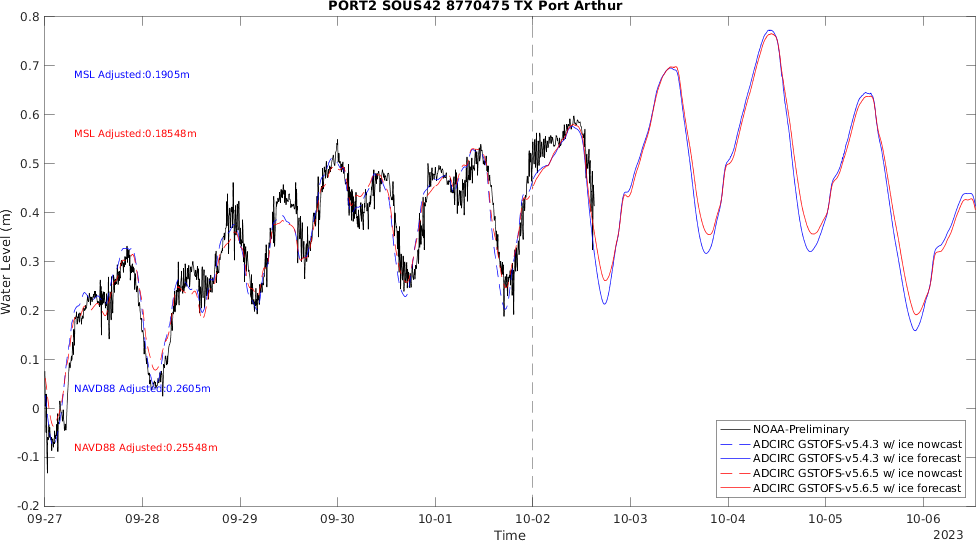 PORT2 SOUS42 8770475 TX Port Arthur
0.8
0.7
0.6
0.5
0.4
0.3
0.2
0.1
0
-0.1
-0.2
Water Level (m)
MSL Adjusted:0.1905m
MSL Adjusted:0.18548m
NAVD88 Adjusted:0.2605m
NAVD88 Adjusted:0.25548m
NOAA-Preliminary
ADCIRC GSTOFS-v5.4.3 w/ ice nowcast
ADCIRC GSTOFS-v5.4.3 w/ ice forecast
ADCIRC GSTOFS-v5.6.5 w/ ice nowcast
ADCIRC GSTOFS-v5.6.5 w/ ice forecast
09-27 09-28 09-29 09-30 10-01 10-02 10-03 10-04 10-05 10-06
Time
2023